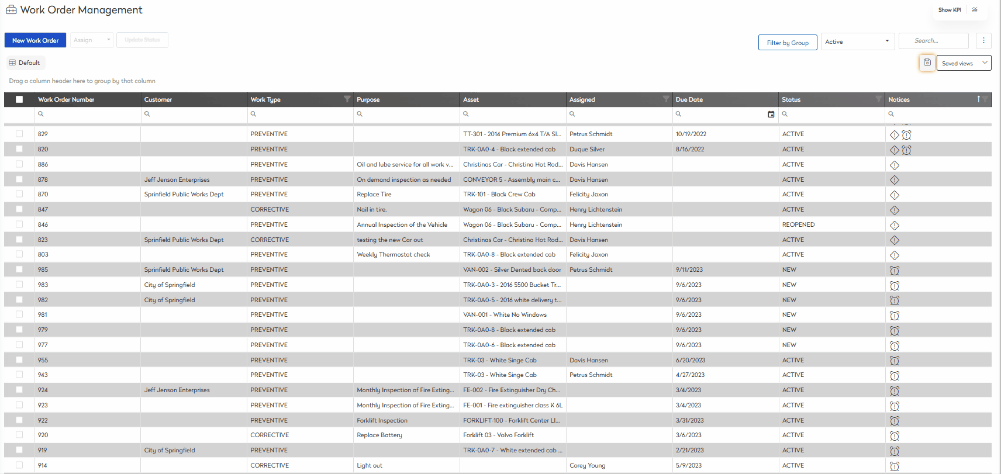 Work Order Management
Show KPI
New Work Order Assign... Update Status Filter by Group Active Search...
Default Saved views
Drag a column header here to group by that column
Work Order Number Customer Work Type Purpose Asset Assigned Due Date Status Notices
829 PREVENTIVE TT-301 - 2016 Premium 6x4 T/A Sl... Petrus Schmidt 10/19/2022 ACTIVE
820 PREVENTIVE TRK-0A0-4 - Black extended cab Duque Silver 8/16/2022 ACTIVE
886 PREVENTIVE Oil and lube service for all work v... Christinas Car - Christina Hot Rod... Davis Hansen ACTIVE
878 Jeff Jenson Enterprises PREVENTIVE On demand inspection as needed CONVEYOR 5 - Assembly main c... Davis Hansen ACTIVE
870 Sprinfield Public Works Dept PREVENTIVE Replace Tire TRK-101 - Black Crew Cab Felicity Jaxon ACTIVE
847 CORRECTIVE Nail in tire. Wagon 06 - Black Subaru - Comp... Henry Lichtenstein ACTIVE
846 PREVENTIVE Annual Inspection of the Vehicle Wagon 06 - Black Subaru - Comp... Henry Lichtenstein REOPENED
823 Sprinfield Public Works Dept CORRECTIVE testing the new Car out Christinas Car - Christina Hot Rod... Davis Hansen ACTIVE
803 PREVENTIVE Weekly Thermostat check TRK-0A0-8 - Black extended cab Felicity Jaxon ACTIVE
985 Sprinfield Public Works Dept PREVENTIVE VAN-002 - Silver Dented back door Petrus Schmidt 9/11/2023 NEW
983 City of Springfield PREVENTIVE TRK-0A0-3 - 2016 5500 Bucket Tr... 9/6/2023 NEW
982 City of Springfield PREVENTIVE TRK-0A0-5 - 2016 white delivery t... 9/6/2023 NEW
981 PREVENTIVE VAN-001 - White No Windows 9/6/2023 NEW
979 PREVENTIVE TRK-0A0-8 - Black extended cab 9/6/2023 NEW
977 PREVENTIVE TRK-0A0-6 - Black extended cab 9/6/2023 NEW
955 PREVENTIVE TRK-03 - White Singe Cab Davis Hansen 6/20/2023 ACTIVE
943 PREVENTIVE TRK-03 - White Singe Cab Petrus Schmidt 4/27/2023 ACTIVE
924 Jeff Jenson Enterprises PREVENTIVE Monthly Inspection of Fire Exting... FE-002 - Fire Extinguisher Dry Ch... 3/4/2023 ACTIVE
923 PREVENTIVE Monthly Inspection of Fire Exting... FE-001 - Fire extinguisher class K 6L 3/4/2023 ACTIVE
922 PREVENTIVE Forklift Inspection FORKLIFT-100 - Forklift Center LI... 3/31/2023 ACTIVE
920 CORRECTIVE Replace Battery Forklift 03 - Volvo Forklift 3/6/2023 ACTIVE
919 City of Springfield PREVENTIVE TRK-0A0-7 - White extended cab ... 2/21/2023 ACTIVE
914 CORRECTIVE Light out Corey Young 5/9/2023 ACTIVE